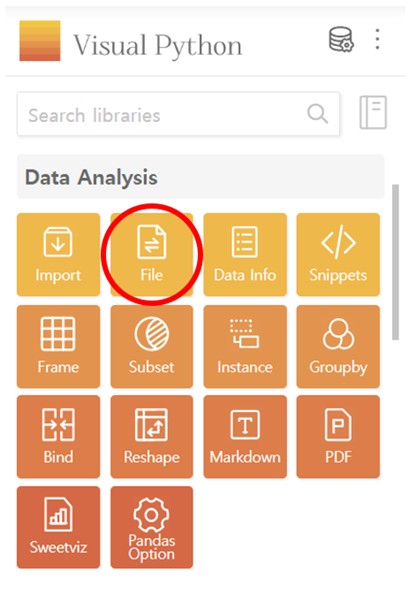 Visual Python
Search libraries
Data Analysis
Import File Data Info Snippets
Frame Subset Instance Groupby
Bind Reshape Markdown PDF
Sweetviz Pandas
Option